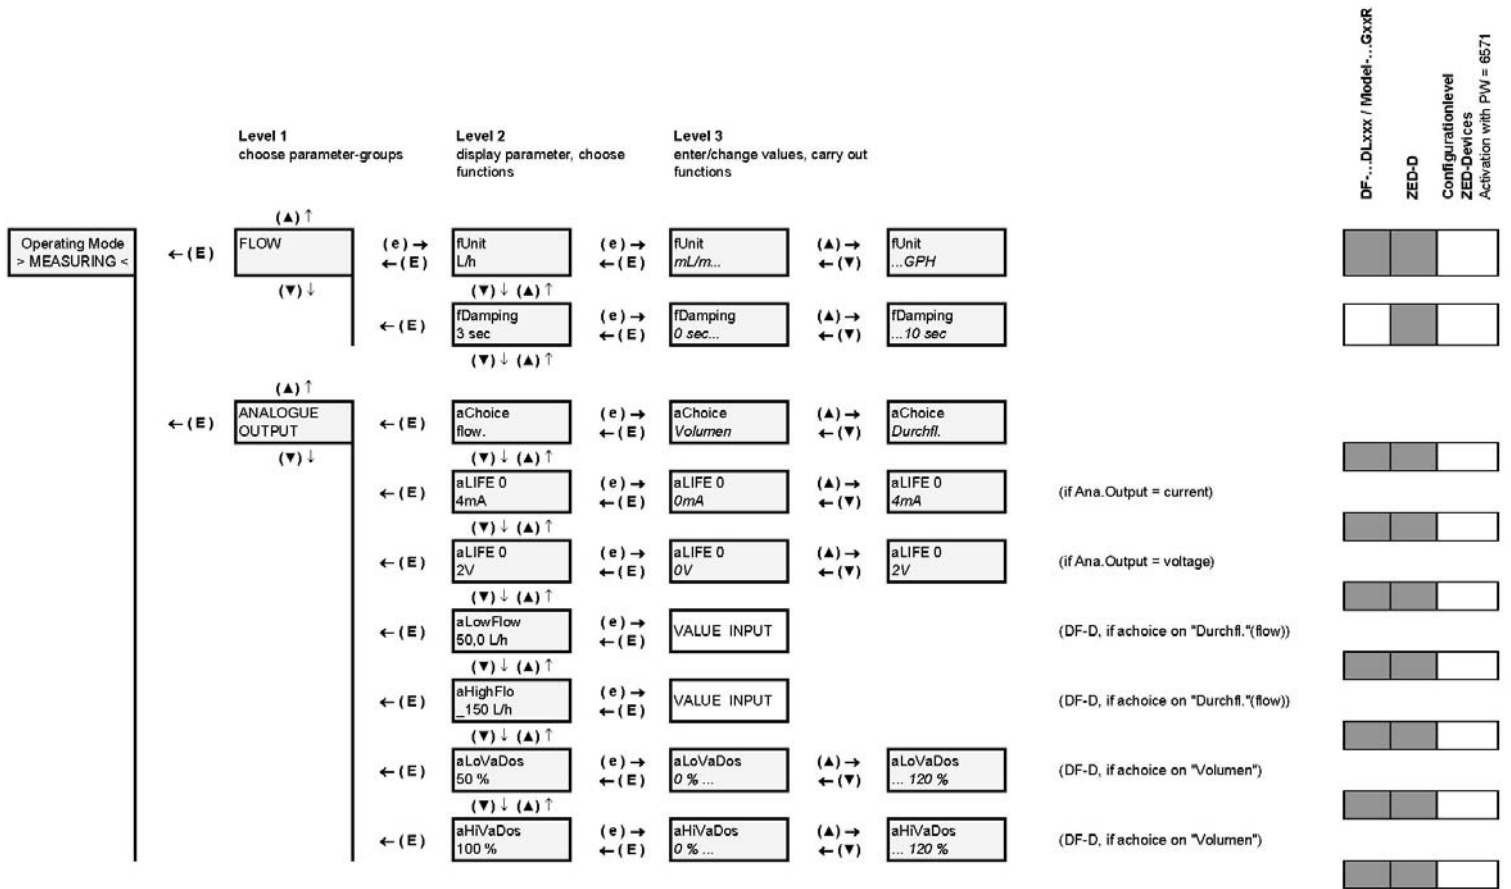 DF-...DLxxx / Model-...GxxR
ZED-D
Configurationlevel
ZED-Devices
Activation with PW = 6571
Level 1
choose parameter-groups
Level 2
display parameter, choose
functions
Level 3
enter/change values, carry out
functions
(▲) ↑
Operating Mode
> MEASURING <
← (E)
FLOW
(e) →
← (E)
fUnit
L/h
(e) →
← (E)
fUnit
mL/m...
(▲) →
← (▼)
fUnit
...GPH
(▼) ↓
(▼) ↓ (▲) ↑
← (E)
fDamping
3 sec
(e) →
← (E)
fDamping
0 sec...
(▲) →
← (▼)
fDamping
...10 sec
(▼) ↓ (▲) ↑
(▲) ↑
← (E)
ANALOGUE
OUTPUT
← (E)
aChoice
flow.
(e) →
← (E)
aChoice
Volumen
(▲) →
← (▼)
aChoice
Durchfl.
(▼) ↓
(▼) ↓ (▲) ↑
← (E)
aLIFE 0
4mA
(e) →
← (E)
aLIFE 0
0mA
(▲) →
← (▼)
aLIFE 0
4mA
(if Ana.Output = current)
(▼) ↓ (▲) ↑
← (E)
aLIFE 0
2V
(e) →
← (E)
aLIFE 0
0V
(▲) →
← (▼)
aLIFE 0
2V
(if Ana.Output = voltage)
(▼) ↓ (▲) ↑
← (E)
aLowFlow
50,0 L/h
(e) →
← (E)
VALUE INPUT
(DF-D, if achoice on "Durchfl."(flow))
(▼) ↓ (▲) ↑
← (E)
aHighFlo
_150 L/h
(e) →
← (E)
VALUE INPUT
(DF-D, if achoice on "Durchfl."(flow))
(▼) ↓ (▲) ↑
← (E)
aLoVaDos
50 %
(e) →
← (E)
aLoVaDos
0 % ...
(▲) →
← (▼)
aLoVaDos
... 120 %
(DF-D, if achoice on "Volumen")
(▼) ↓ (▲) ↑
← (E)
aHiVaDos
100 %
(e) →
← (E)
aHiVaDos
0 % ...
(▲) →
← (▼)
aHiVaDos
... 120 %
(DF-D, if achoice on "Volumen")